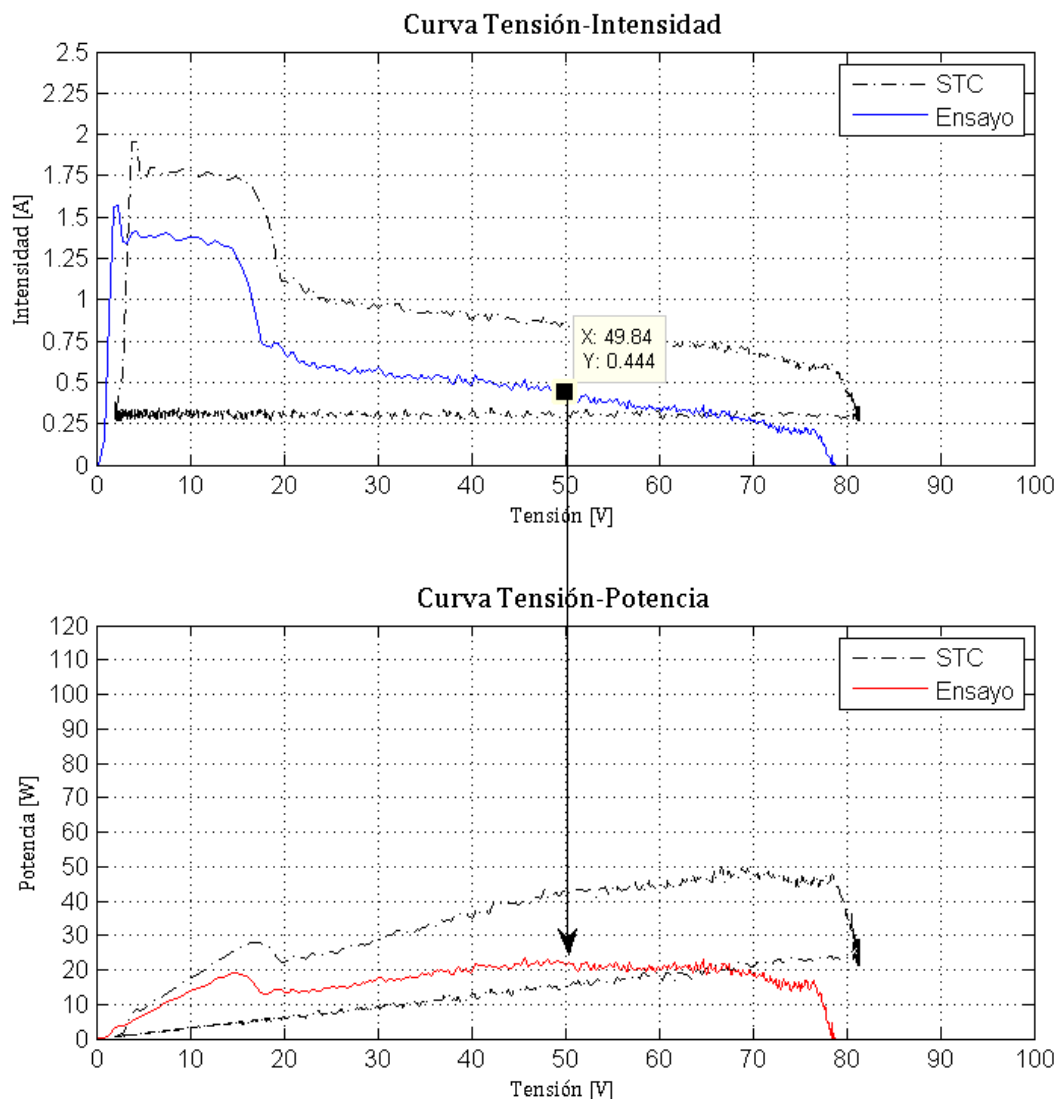 Curva Tensión-Intensidad
2.5
2.25
2
1.75
1.5
1.25
1
0.75
0.5
0.25
0
Intensidad [A]
STC
Ensayo
X: 49.84
Y: 0.444
0 10 20 30 40 50 60 70 80 90 100
Tensión [V]
Curva Tensión-Potencia
120
110
100
90
80
70
60
50
40
30
20
10
0
Potencia [W]
STC
Ensayo
0 10 20 30 40 50 60 70 80 90 100
Tensión [V]